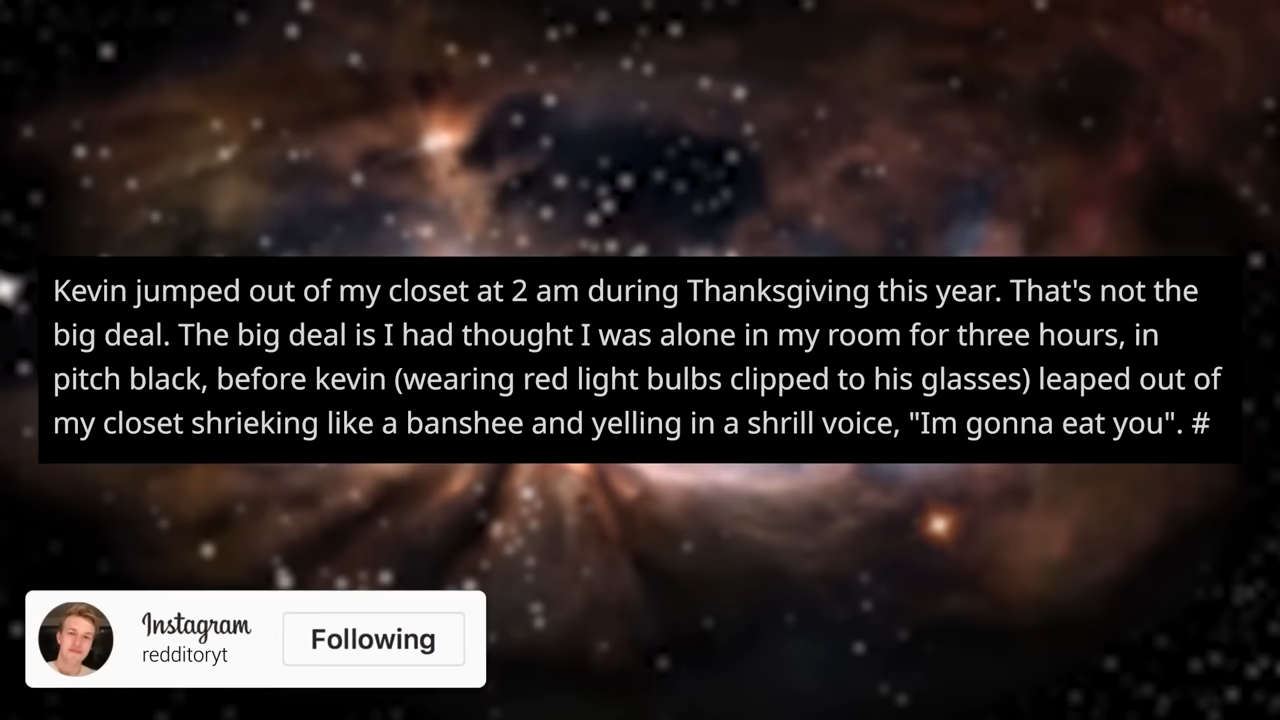 Kevin jumped out of my closet at 2 am during Thanksgiving this year. That's not the
big deal. The big deal is I had thought I was alone in my room for three hours, in
pitch black, before kevin (wearing red light bulbs clipped to his glasses) leaped out of
my closet shrieking like a banshee and yelling in a shrill voice, "Im gonna eat you". #
Instagram
redditoryt
Following